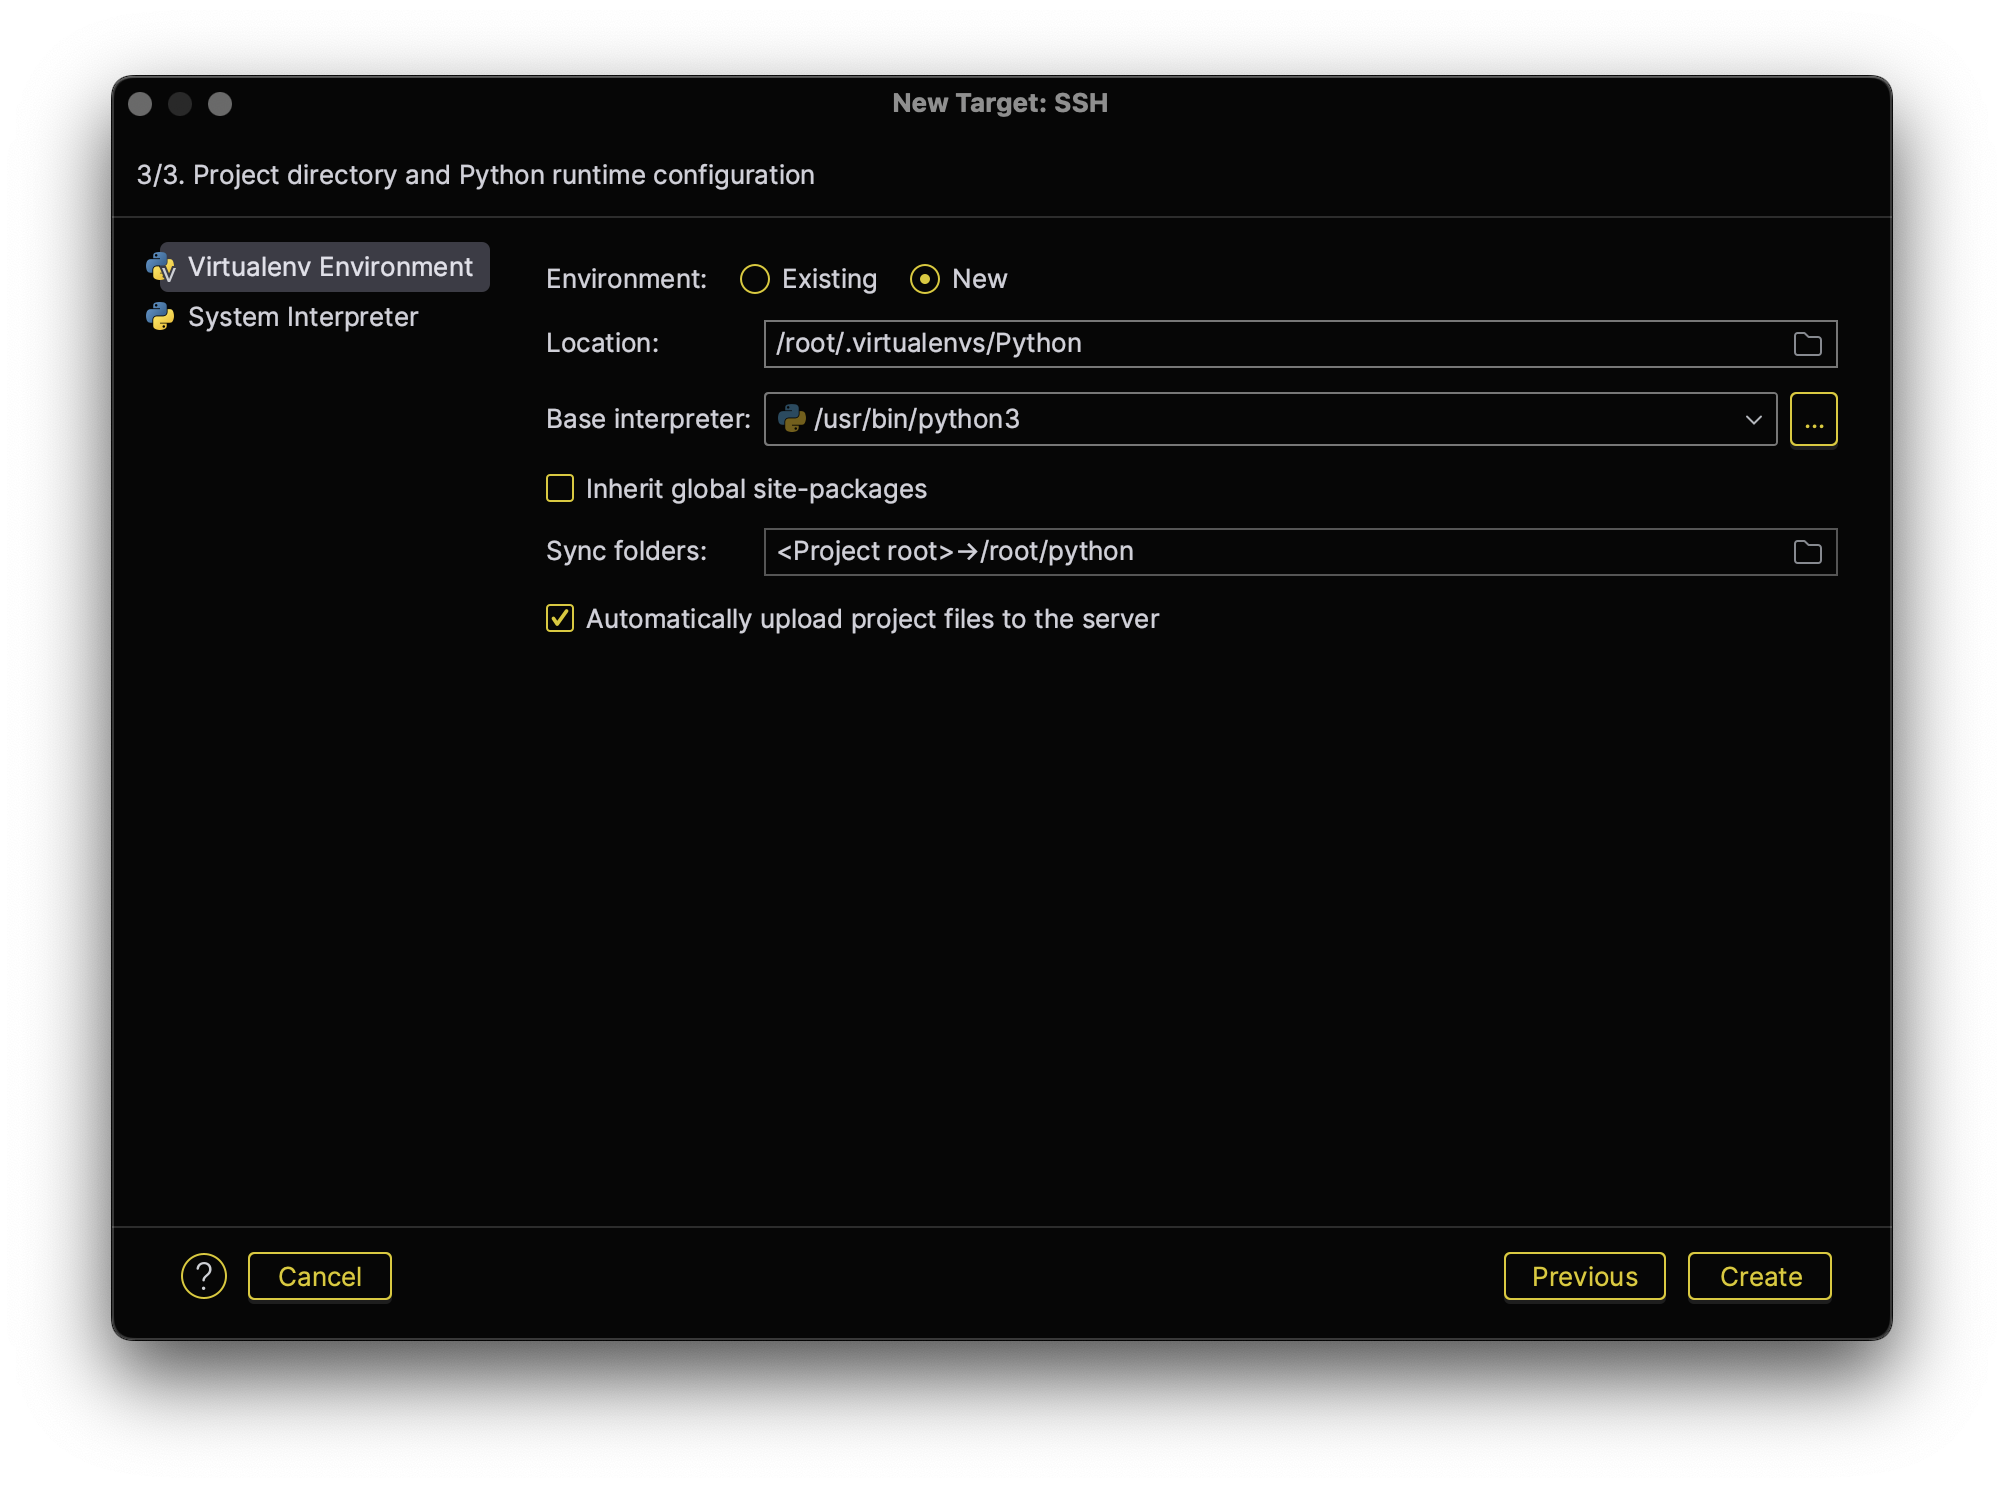 New Target: SSH
3/3. Project directory and Python runtime configuration
Virtualenv Environment
System Interpreter
Environment: Existing New
Location: /root/.virtualenvs/Python
Base interpreter: /usr/bin/python3 ...
Inherit global site-packages
Sync folders: <Project root>→/root/python
Automatically upload project files to the server
? Cancel Previous Create